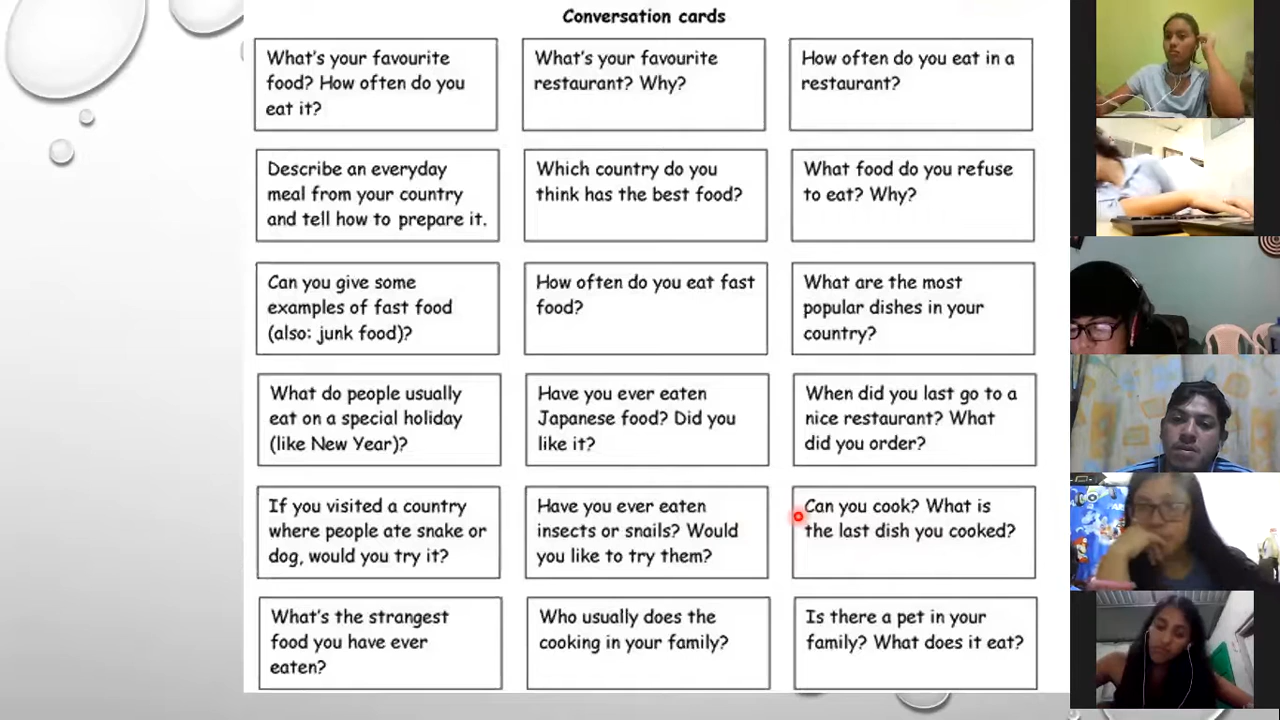 Conversation cards
What's your favourite
food? How often do you
eat it?
What's your favourite
restaurant? Why?
How often do you eat in a
restaurant?
Describe an everyday
meal from your country
and tell how to prepare it.
Which country do you
think has the best food?
What food do you refuse
to eat? Why?
Can you give some
examples of fast food
(also: junk food)?
How often do you eat fast
food?
What are the most
popular dishes in your
country?
What do people usually
eat on a special holiday
(like New Year)?
Have you ever eaten
Japanese food? Did you
like it?
When did you last go to a
nice restaurant? What
did you order?
If you visited a country
where people ate snake or
dog, would you try it?
Have you ever eaten
insects or snails? Would
you like to try them?
Can you cook? What is
the last dish you cooked?
What's the strangest
food you have ever
eaten?
Who usually does the
cooking in your family?
Is there a pet in your
family? What does it eat?